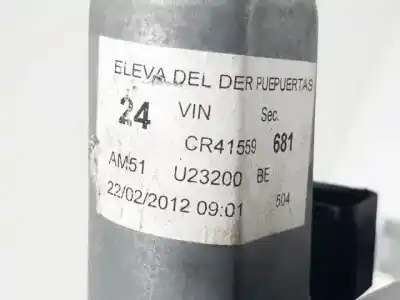 ELEVA DEL DER PUEPUERTAS
24 VIN Sec.
CR41559 681
AM51 U23200 BE
22/02/2012 09:01 504